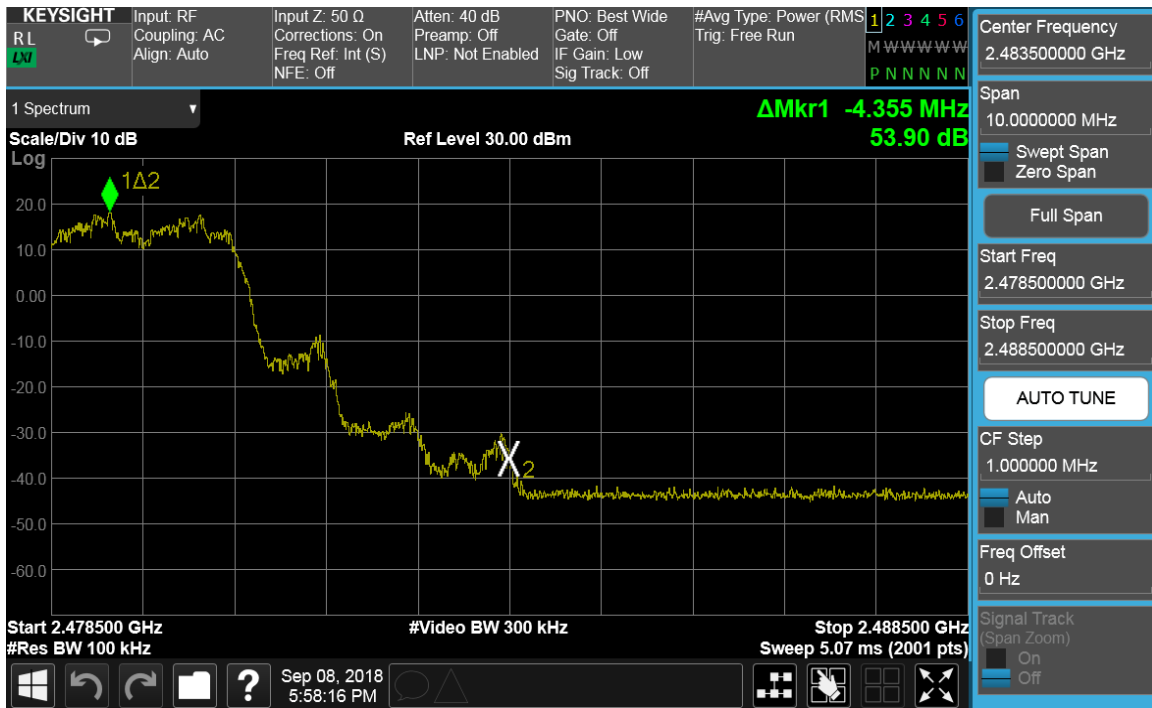 KEYSIGHT
R L
LXI
Input: RF
Coupling: AC
Align: Auto
Input Z: 50 Ω
Corrections: On
Freq Ref: Int (S)
NFE: Off
Atten: 40 dB
Preamp: Off
LNP: Not Enabled
PNO: Best Wide
Gate: Off
IF Gain: Low
Sig Track: Off
#Avg Type: Power (RMS
Trig: Free Run
1 2 3 4 5 6
M W W W W W
P N N N N N
1 Spectrum
ΔMkr1 -4.355 MHz
53.90 dB
Scale/Div 10 dB
Ref Level 30.00 dBm
Log
1Δ2
20.0
10.0
0.00
-10.0
-20.0
-30.0
-40.0
-50.0
-60.0
2
Start 2.478500 GHz
#Video BW 300 kHz
Stop 2.488500 GHz
#Res BW 100 kHz
Sweep 5.07 ms (2001 pts)
?
Sep 08, 2018
5:58:16 PM
Center Frequency
2.483500000 GHz
Span
10.0000000 MHz
Swept Span
Zero Span
Full Span
Start Freq
2.478500000 GHz
Stop Freq
2.488500000 GHz
AUTO TUNE
CF Step
1.000000 MHz
Auto
Man
Freq Offset
0 Hz
Signal Track
(Span Zoom)
On
Off